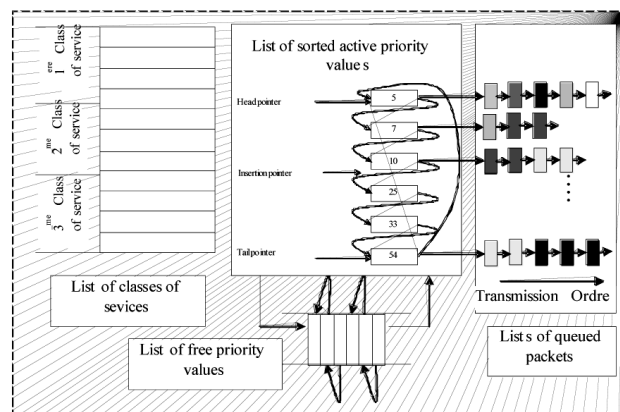 1 ere Class
of service
2 me Class
of service
3 me Class
of service
List of classes of
sevices
List of sorted active priority
value s
Head pointer
Insertion pointer
Tail pointer
5
7
10
25
33
54
List of free priority
values
Transmission Ordre
List s of queued
packets